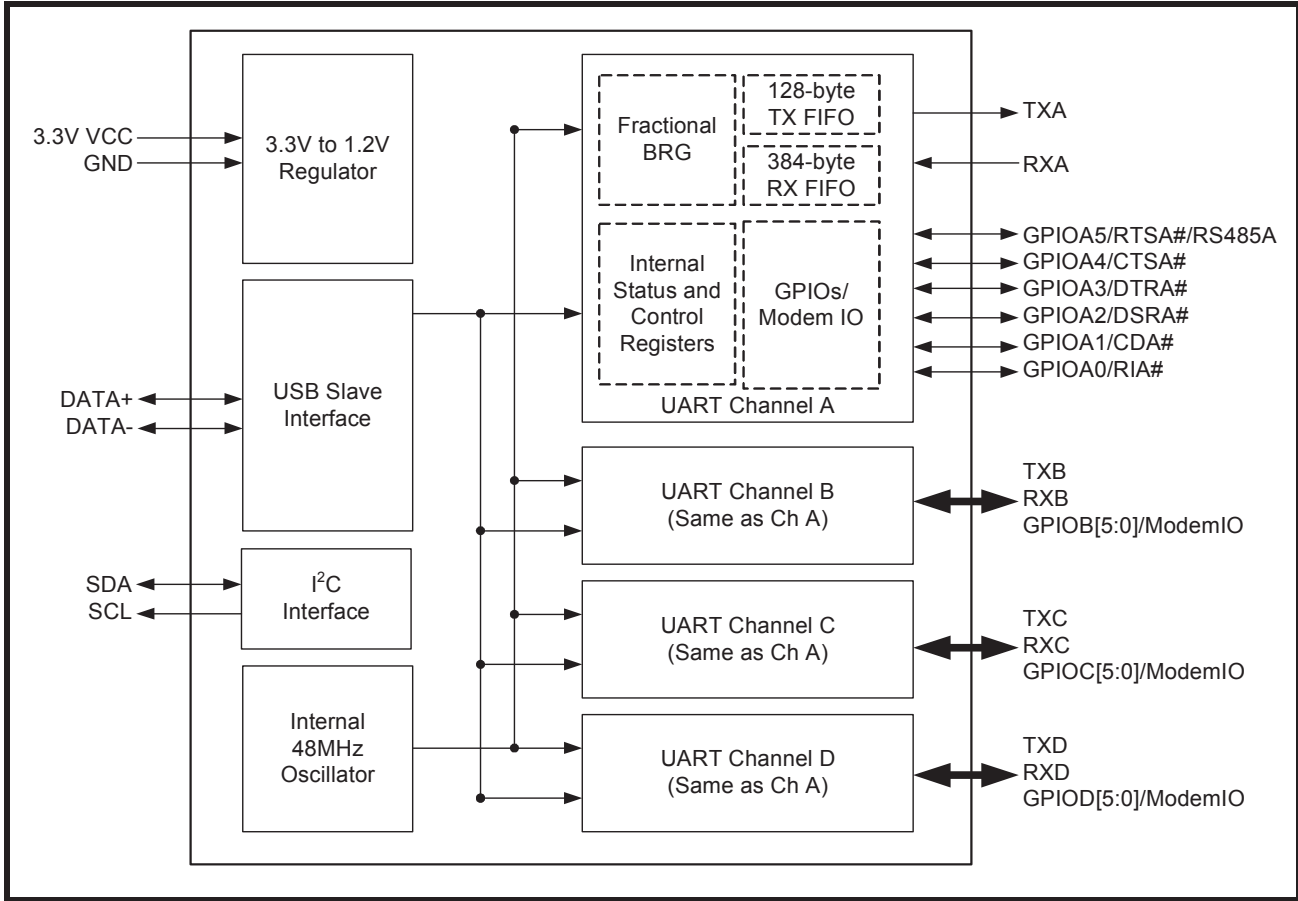 3.3V VCC
GND
3.3V to 1.2V
Regulator
DATA+
DATA-
USB Slave
Interface
SDA
SCL
I²C
Interface
Internal
48MHz
Oscillator
Fractional
BRG
128-byte
TX FIFO
384-byte
RX FIFO
Internal
Status and
Control
Registers
GPIOs/
Modem IO
UART Channel A
TXA
RXA
GPIOA5/RTSA#/RS485A
GPIOA4/CTSA#
GPIOA3/DTRA#
GPIOA2/DSRA#
GPIOA1/CDA#
GPIOA0/RIA#
UART Channel B
(Same as Ch A)
TXB
RXB
GPIOB[5:0]/ModemIO
UART Channel C
(Same as Ch A)
TXC
RXC
GPIOC[5:0]/ModemIO
UART Channel D
(Same as Ch A)
TXD
RXD
GPIOD[5:0]/ModemIO